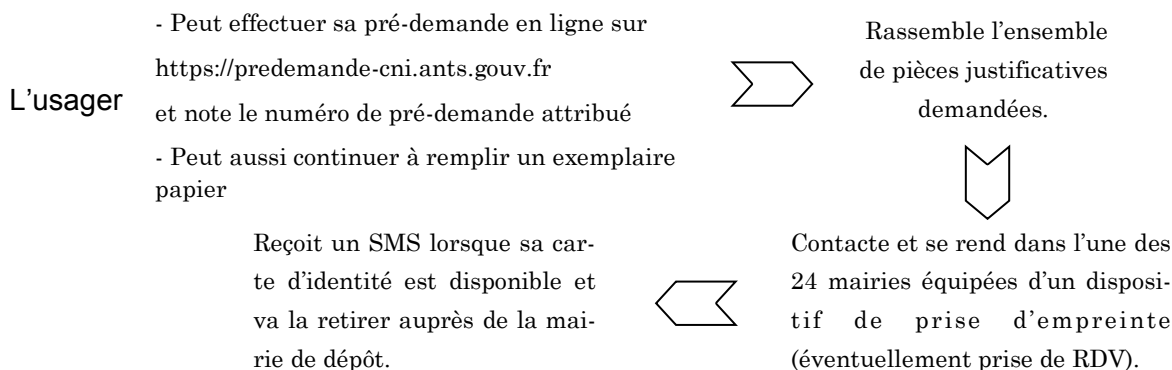 L'usager
- Peut effectuer sa pré-demande en ligne sur
https://predemande-cni.ants.gouv.fr
et note le numéro de pré-demande attribué
- Peut aussi continuer à remplir un exemplaire
papier
Rassemble l'ensemble
de pièces justificatives
demandées.
Contacte et se rend dans l'une des
24 mairies équipées d'un disposi-
tif de prise d'empreinte
(éventuellement prise de RDV).
Reçoit un SMS lorsque sa car-
te d'identité est disponible et
va la retirer auprès de la mai-
rie de dépôt.